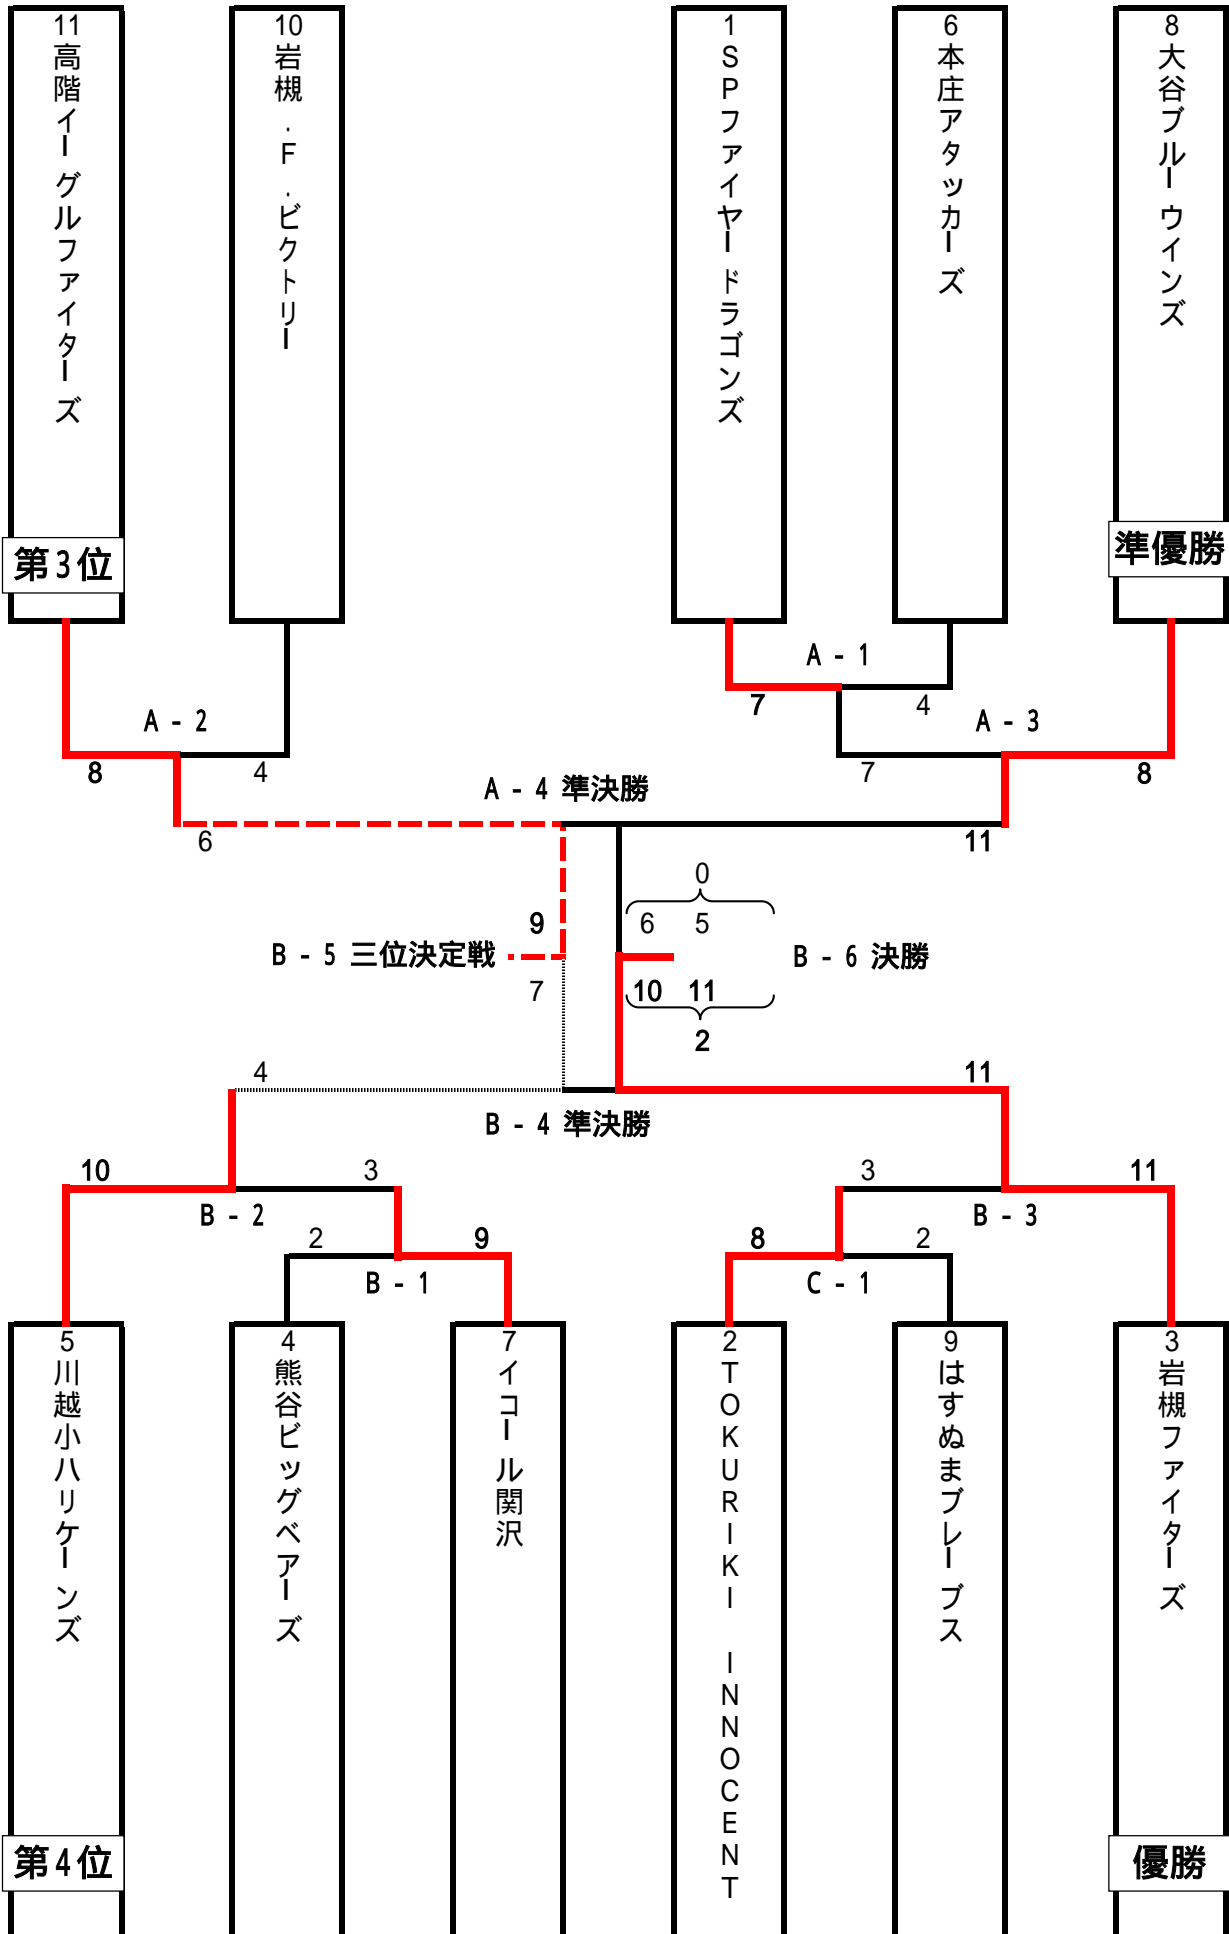 11高階イーグルファイターズ
10岩槻.F.ビクトリー
1SPファイヤードラゴンズ
6本庄アタッカーズ
8大谷ブルーウインズ
第3位
準優勝
A - 1
7
4
A - 2
A - 3
8
4
7
8
A - 4 準決勝
6
11
0
9
6 5
B - 5 三位決定戦
B - 6 決勝
7
10 11
2
4
11
B - 4 準決勝
10
3
3
11
B - 2
B - 3
2
9
8
2
B - 1
C - 1
5川越小ハリケーンズ
4熊谷ビッグベアーズ
7イコール関沢
2TOKURIKI INNOCENT
9はすぬまブレーブス
3岩槻ファイターズ
第4位
優勝